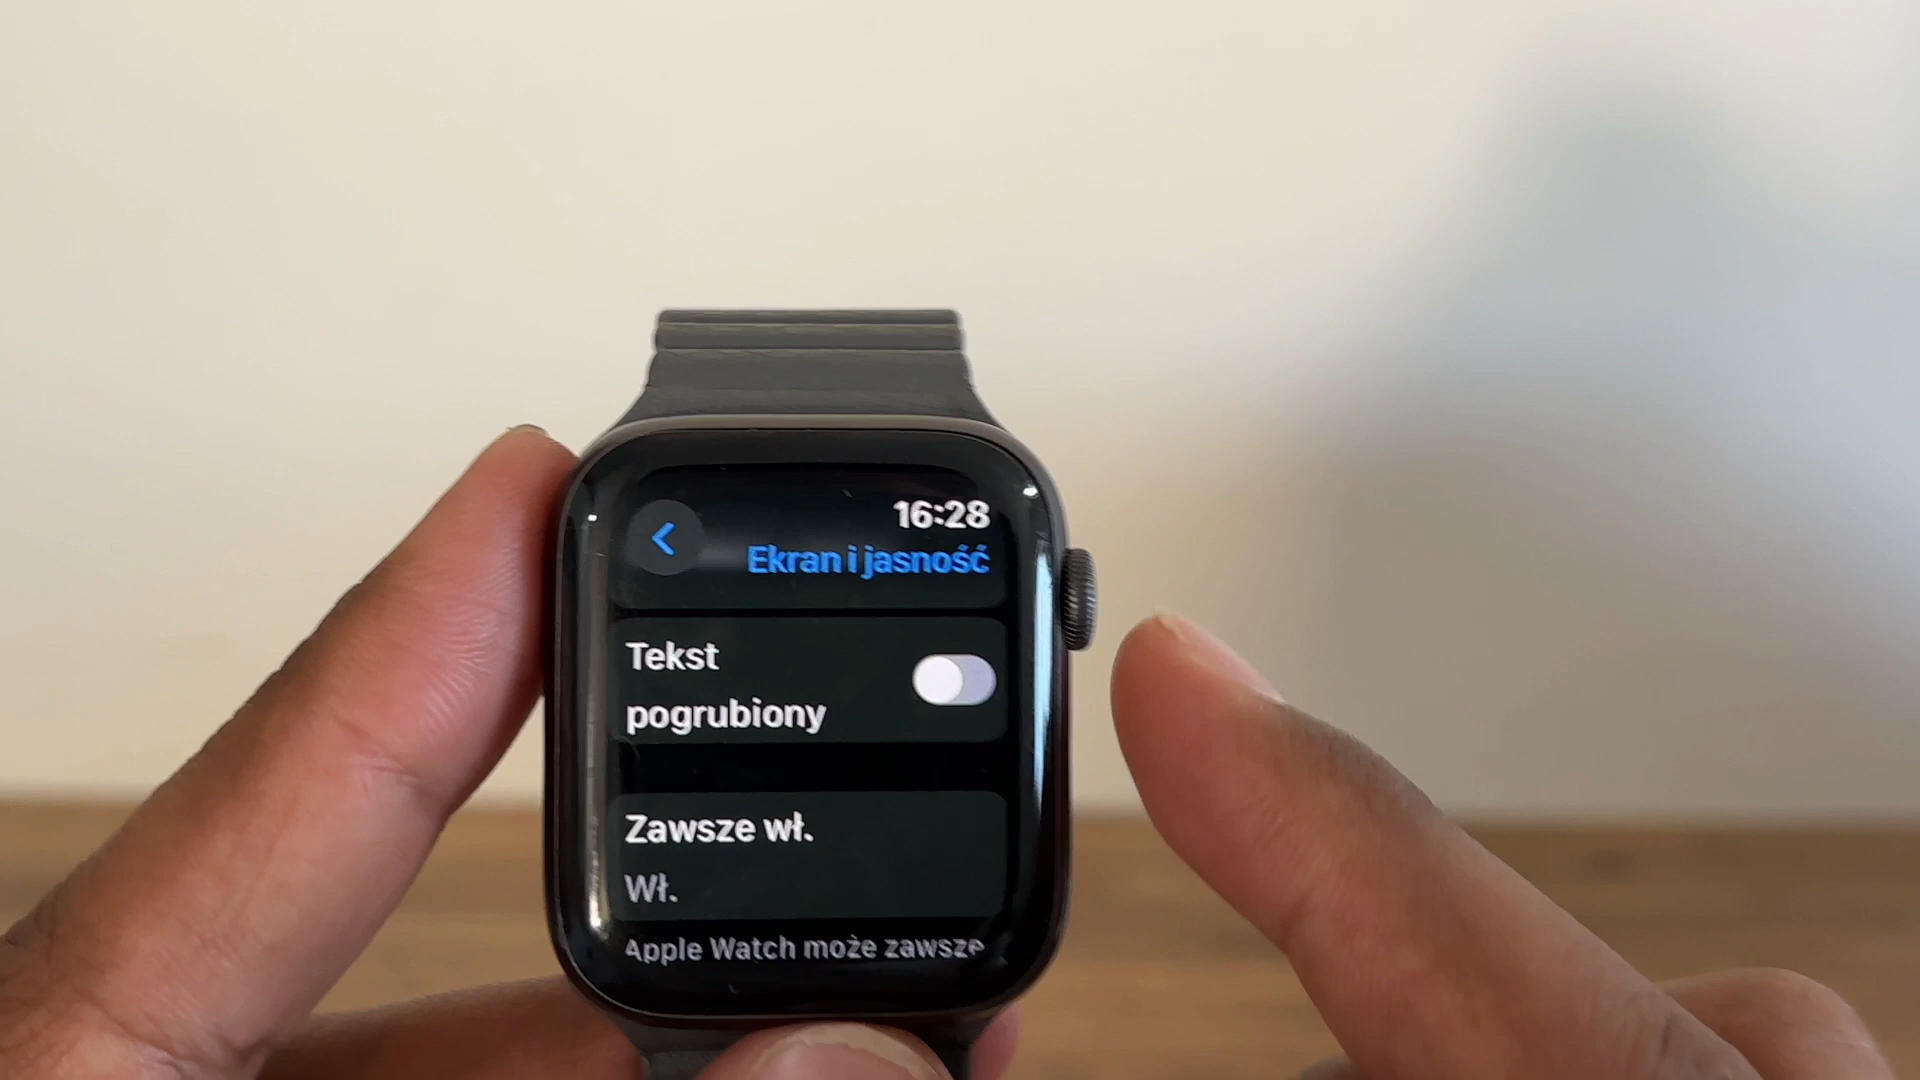 16:28
Ekran i jasność
Tekst
pogrubiony
Zawsze wł.
Wł.
Apple Watch może zawsze